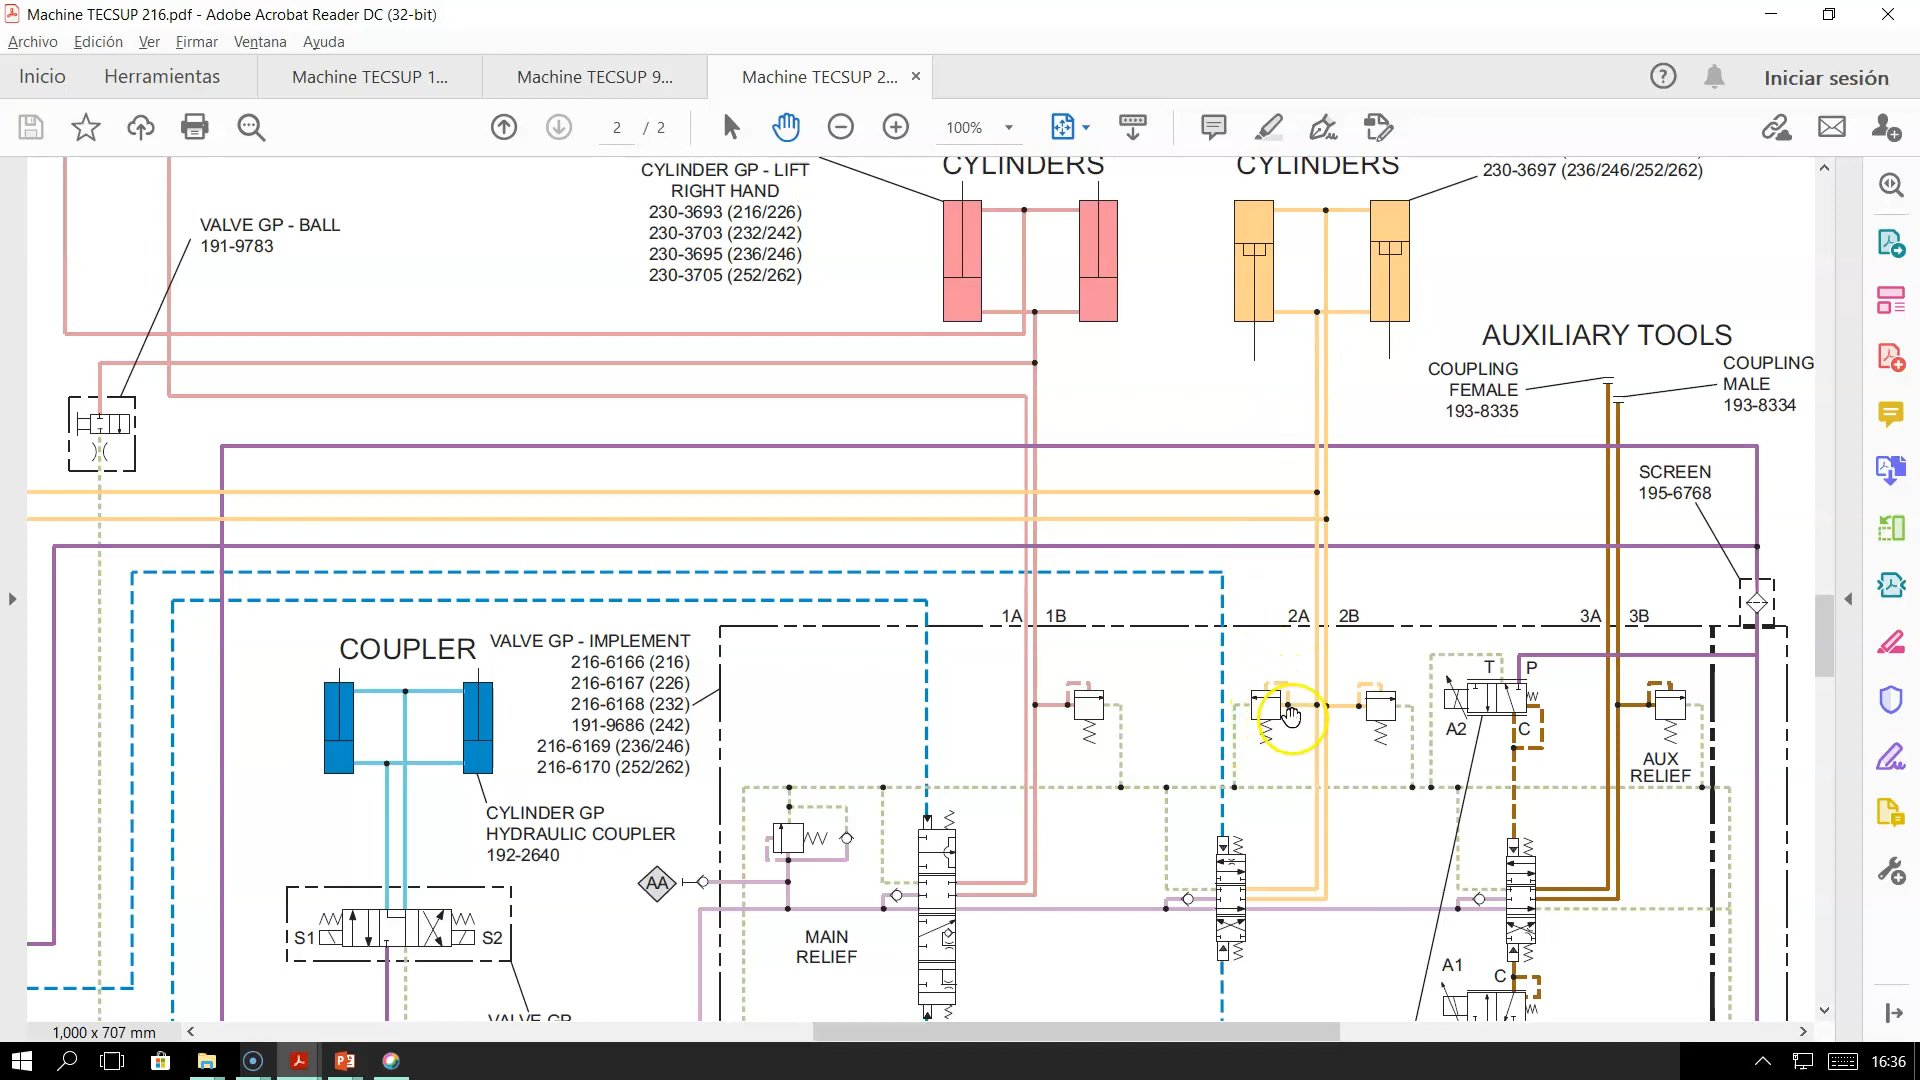 Machine TECSUP 216.pdf - Adobe Acrobat Reader DC (32-bit)
Archivo Edición Ver Firmar Ventana Ayuda
Inicio Herramientas Machine TECSUP 1... Machine TECSUP 9... Machine TECSUP 2... ×
Iniciar sesión
2 / 2
100%
CYLINDER GP - LIFT
RIGHT HAND
230-3693 (216/226)
230-3703 (232/242)
230-3695 (236/246)
230-3705 (252/262)
CYLINDERS
CYLINDERS
230-3697 (236/246/252/262)
VALVE GP - BALL
191-9783
AUXILIARY TOOLS
COUPLING
FEMALE
193-8335
COUPLING
MALE
193-8334
SCREEN
195-6768
1A 1B
2A 2B
3A 3B
COUPLER
VALVE GP - IMPLEMENT
216-6166 (216)
216-6167 (226)
216-6168 (232)
191-9686 (242)
216-6169 (236/246)
216-6170 (252/262)
T P
A2 C
AUX
RELIEF
CYLINDER GP
HYDRAULIC COUPLER
192-2640
AA
MAIN
RELIEF
S1 S2
A1 C
VALVE GP
1,000 x 707 mm
16:36